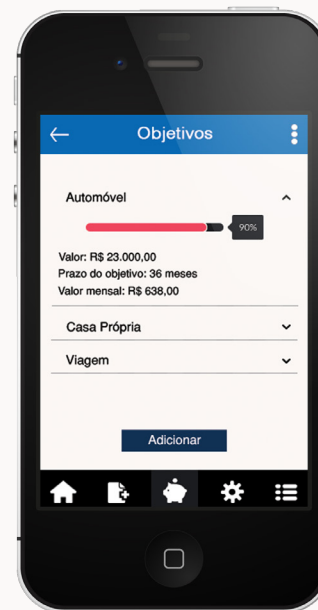 Objetivos
Automóvel
90%
Valor: R$ 23.000,00
Prazo do objetivo: 36 meses
Valor mensal: R$ 638,00
Casa Própria
Viagem
Adicionar